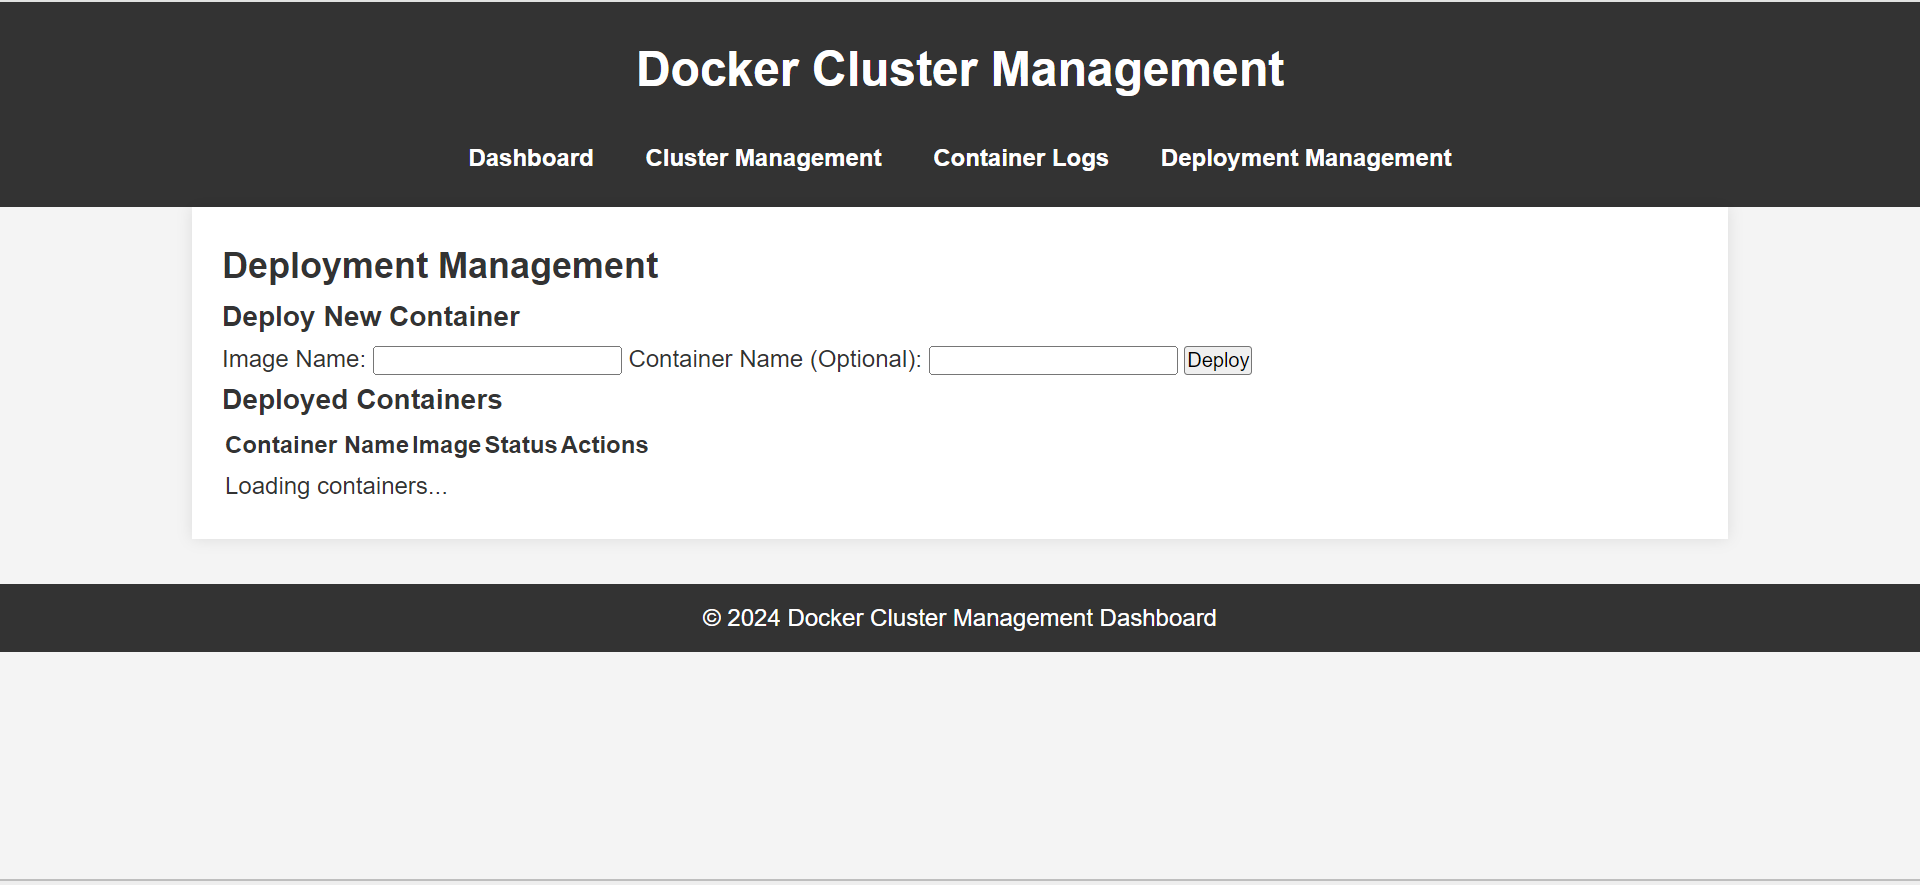 Docker Cluster Management
Dashboard Cluster Management Container Logs Deployment Management
Deployment Management
Deploy New Container
Image Name: Container Name (Optional): Deploy
Deployed Containers
Container Name Image Status Actions
Loading containers...
© 2024 Docker Cluster Management Dashboard